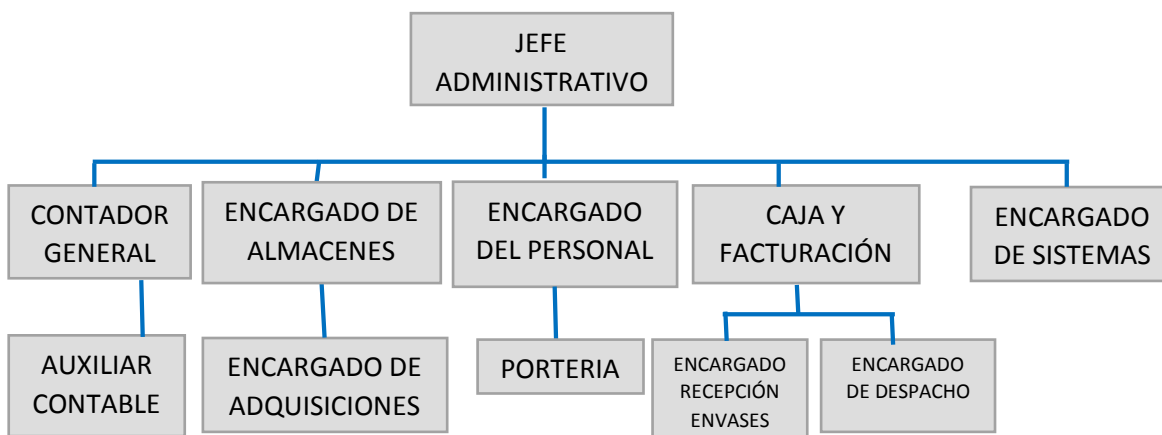 JEFE
ADMINISTRATIVO
CONTADOR
GENERAL
ENCARGADO DE
ALMACENES
ENCARGADO
DEL PERSONAL
CAJA Y
FACTURACIÓN
ENCARGADO
DE SISTEMAS
AUXILIAR
CONTABLE
ENCARGADO DE
ADQUISICIONES
PORTERIA
ENCARGADO
RECEPCIÓN
ENVASES
ENCARGADO
DE DESPACHO